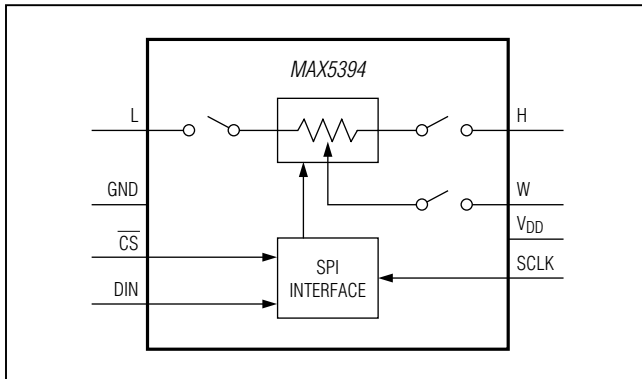 MAX5394
L
H
GND
W
VDD
CS
SCLK
SPI
INTERFACE
DIN